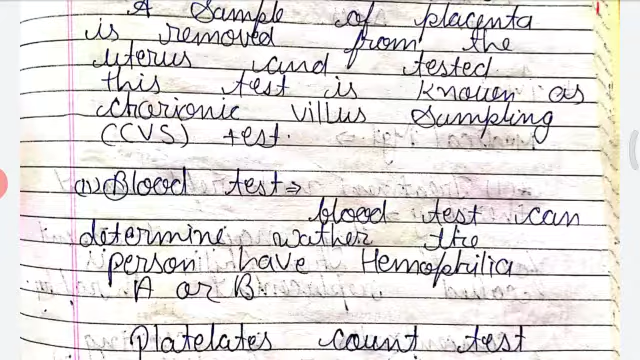 A Sample of placenta
is removed from the
uterus and tested
this test is known as
chorionic villus Sampling
(CCVS) test.
Blood test ⇒
blood test can
determine wather the
person have Hemophilia
A or B
Platelates count test